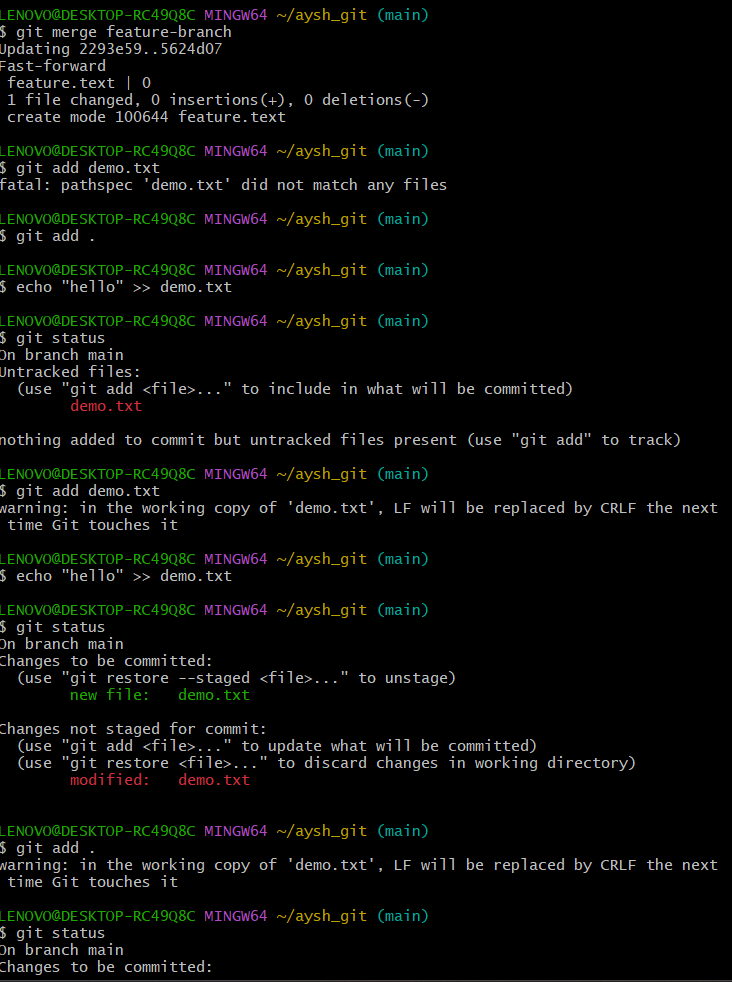 LENOVO@DESKTOP-RC49Q8C MINGW64 ~/aysh_git (main)
$ git merge feature-branch
Updating 2293e59..5624d07
Fast-forward
 feature.text | 0
 1 file changed, 0 insertions(+), 0 deletions(-)
 create mode 100644 feature.text

LENOVO@DESKTOP-RC49Q8C MINGW64 ~/aysh_git (main)
$ git add demo.txt
fatal: pathspec 'demo.txt' did not match any files

LENOVO@DESKTOP-RC49Q8C MINGW64 ~/aysh_git (main)
$ git add .

LENOVO@DESKTOP-RC49Q8C MINGW64 ~/aysh_git (main)
$ echo "hello" >> demo.txt

LENOVO@DESKTOP-RC49Q8C MINGW64 ~/aysh_git (main)
$ git status
On branch main
Untracked files:
  (use "git add <file>..." to include in what will be committed)
        demo.txt

nothing added to commit but untracked files present (use "git add" to track)

LENOVO@DESKTOP-RC49Q8C MINGW64 ~/aysh_git (main)
$ git add demo.txt
warning: in the working copy of 'demo.txt', LF will be replaced by CRLF the next
 time Git touches it

LENOVO@DESKTOP-RC49Q8C MINGW64 ~/aysh_git (main)
$ echo "hello" >> demo.txt

LENOVO@DESKTOP-RC49Q8C MINGW64 ~/aysh_git (main)
$ git status
On branch main
Changes to be committed:
  (use "git restore --staged <file>..." to unstage)
        new file:   demo.txt

Changes not staged for commit:
  (use "git add <file>..." to update what will be committed)
  (use "git restore <file>..." to discard changes in working directory)
        modified:   demo.txt


LENOVO@DESKTOP-RC49Q8C MINGW64 ~/aysh_git (main)
$ git add .
warning: in the working copy of 'demo.txt', LF will be replaced by CRLF the next
 time Git touches it

LENOVO@DESKTOP-RC49Q8C MINGW64 ~/aysh_git (main)
$ git status
On branch main
Changes to be committed: